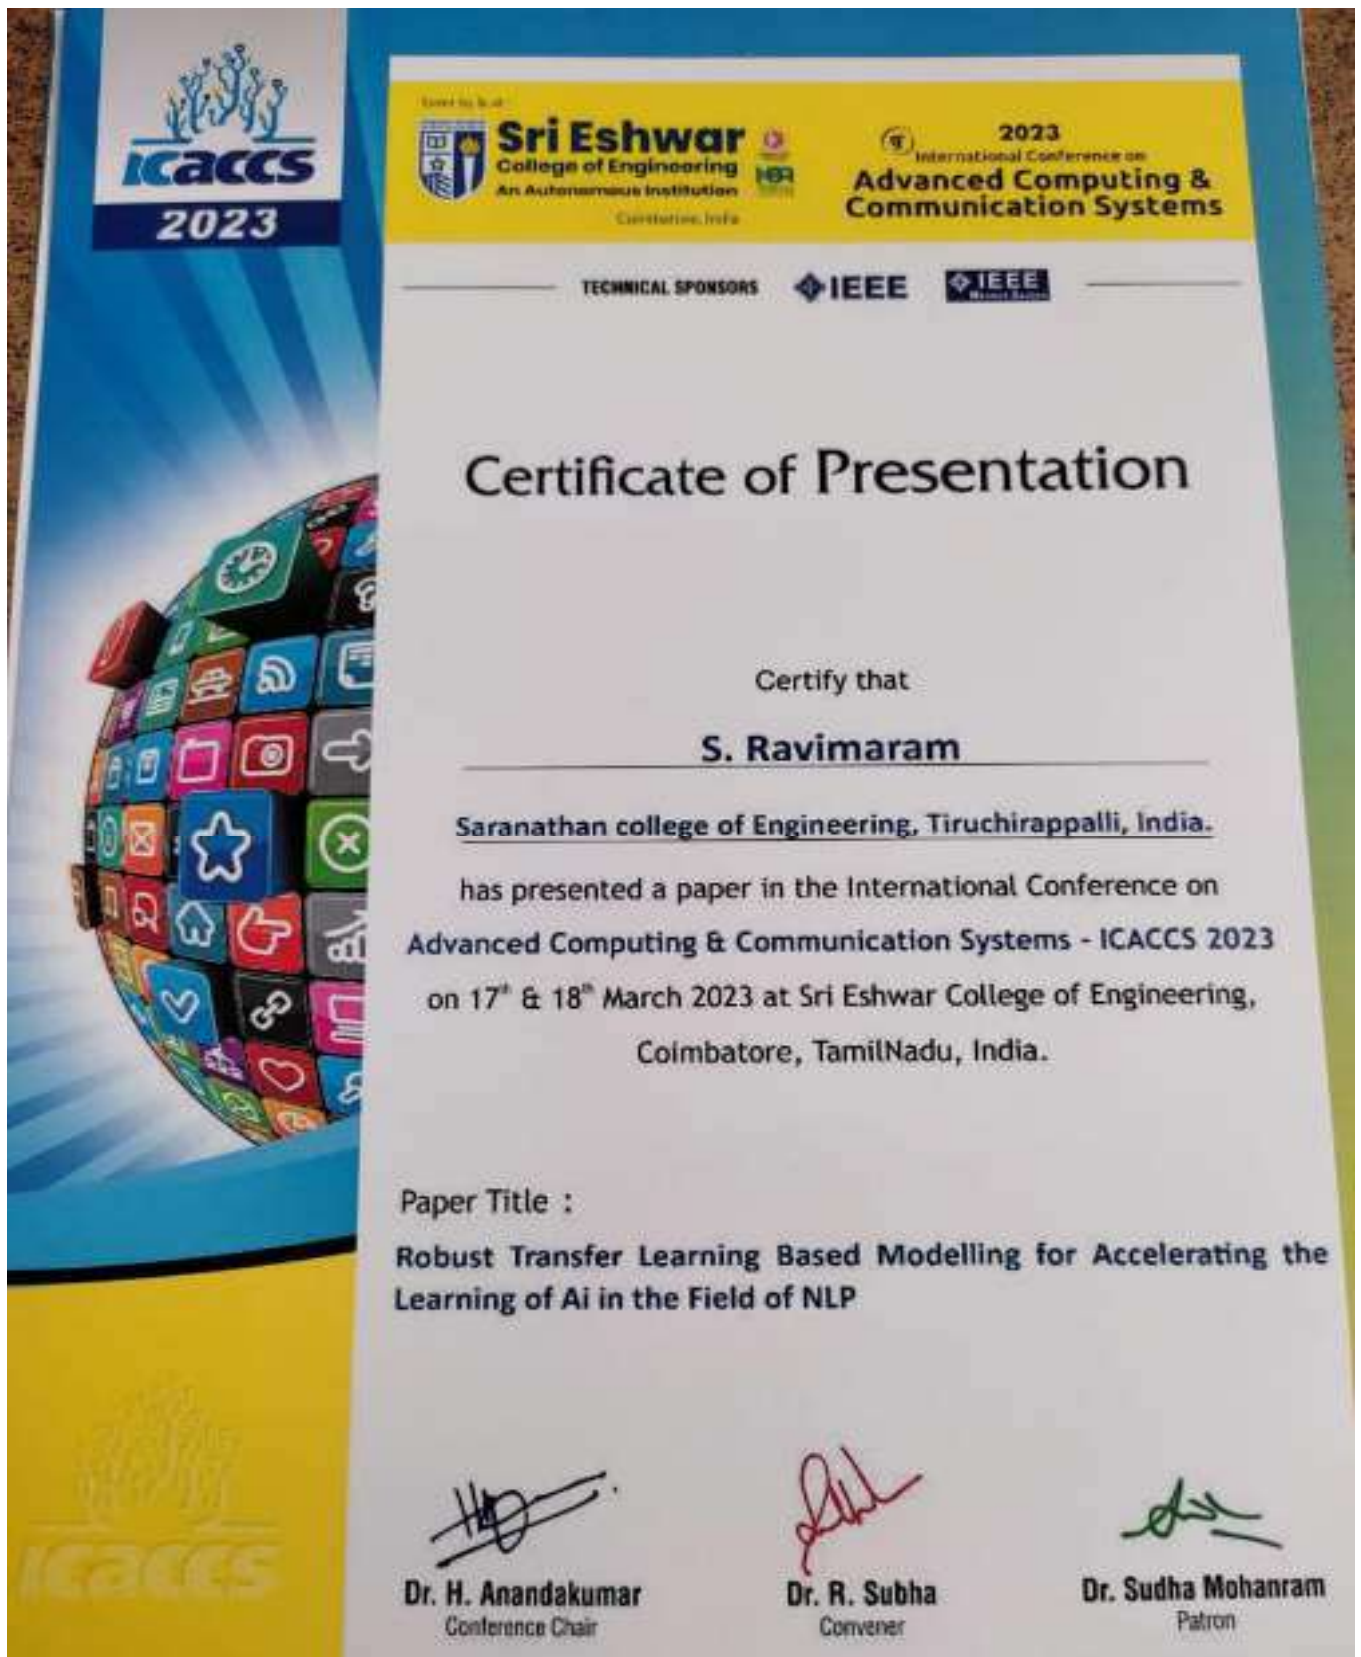 icaccs
2023
Sri Eshwar
College of Engineering
An Autonomous Institution
Coimbatore, India
2023
International Conference on
Advanced Computing &
Communication Systems
TECHNICAL SPONSORS
IEEE
IEEE
Certificate of Presentation
Certify that
S. Ravimaram
Saranathan college of Engineering, Tiruchirappalli, India.
has presented a paper in the International Conference on
Advanced Computing & Communication Systems - ICACCS 2023
on 17th & 18th March 2023 at Sri Eshwar College of Engineering,
Coimbatore, TamilNadu, India.
Paper Title :
Robust Transfer Learning Based Modelling for Accelerating the
Learning of Ai in the Field of NLP
icaccs
Dr. H. Anandakumar
Conference Chair
Dr. R. Subha
Convener
Dr. Sudha Mohanram
Patron